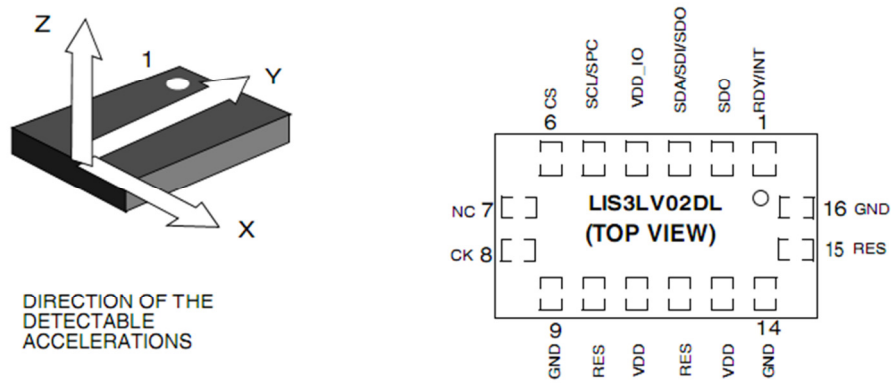 Z
1
Y
X
DIRECTION OF THE
DETECTABLE
ACCELERATIONS
CS
SCL/SPC
VDD_IO
SDA/SDI/SDO
SDO
RDY/INT
6
1
NC 7
LIS3LV02DL
16 GND
CK 8
(TOP VIEW)
15 RES
9
14
GND
RES
VDD
RES
VDD
GND